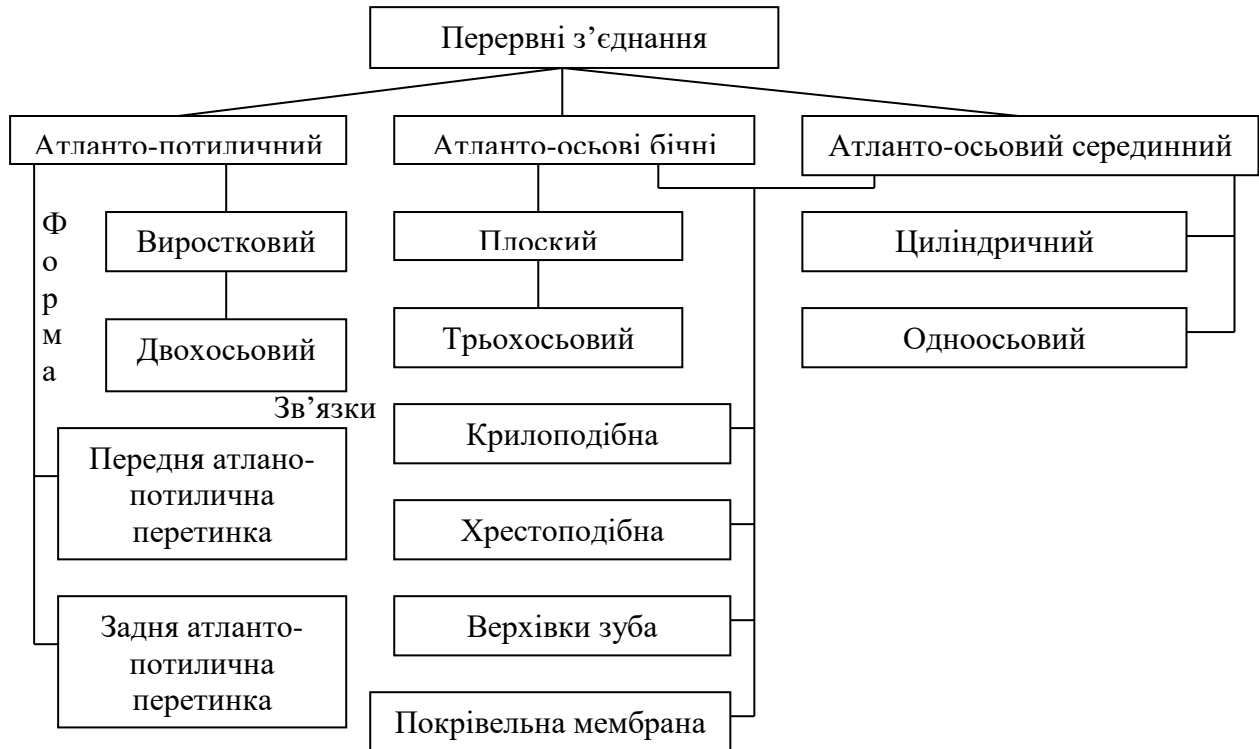 Перервні з’єднання
Атланто-потиличний
Атланто-осьові бічні
Атланто-осьовий серединний
Форма
Виростковий
Плоский
Циліндричний
Двохосьовий
Трьохосьовий
Одноосьовий
Зв’язки
Передня атлано-
потилична
перетинка
Крилоподібна
Хрестоподібна
Задня атланто-
потилична
перетинка
Верхівки зуба
Покрівельна мембрана